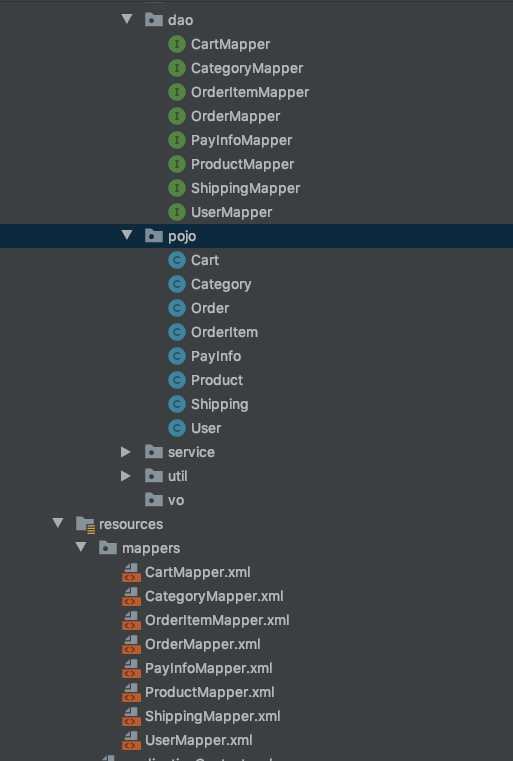 dao
I CartMapper
I CategoryMapper
I OrderItemMapper
I OrderMapper
I PayInfoMapper
I ProductMapper
I ShippingMapper
I UserMapper
pojo
C Cart
C Category
C Order
C OrderItem
C PayInfo
C Product
C Shipping
C User
service
util
vo
resources
mappers
CartMapper.xml
CategoryMapper.xml
OrderItemMapper.xml
OrderMapper.xml
PayInfoMapper.xml
ProductMapper.xml
ShippingMapper.xml
UserMapper.xml